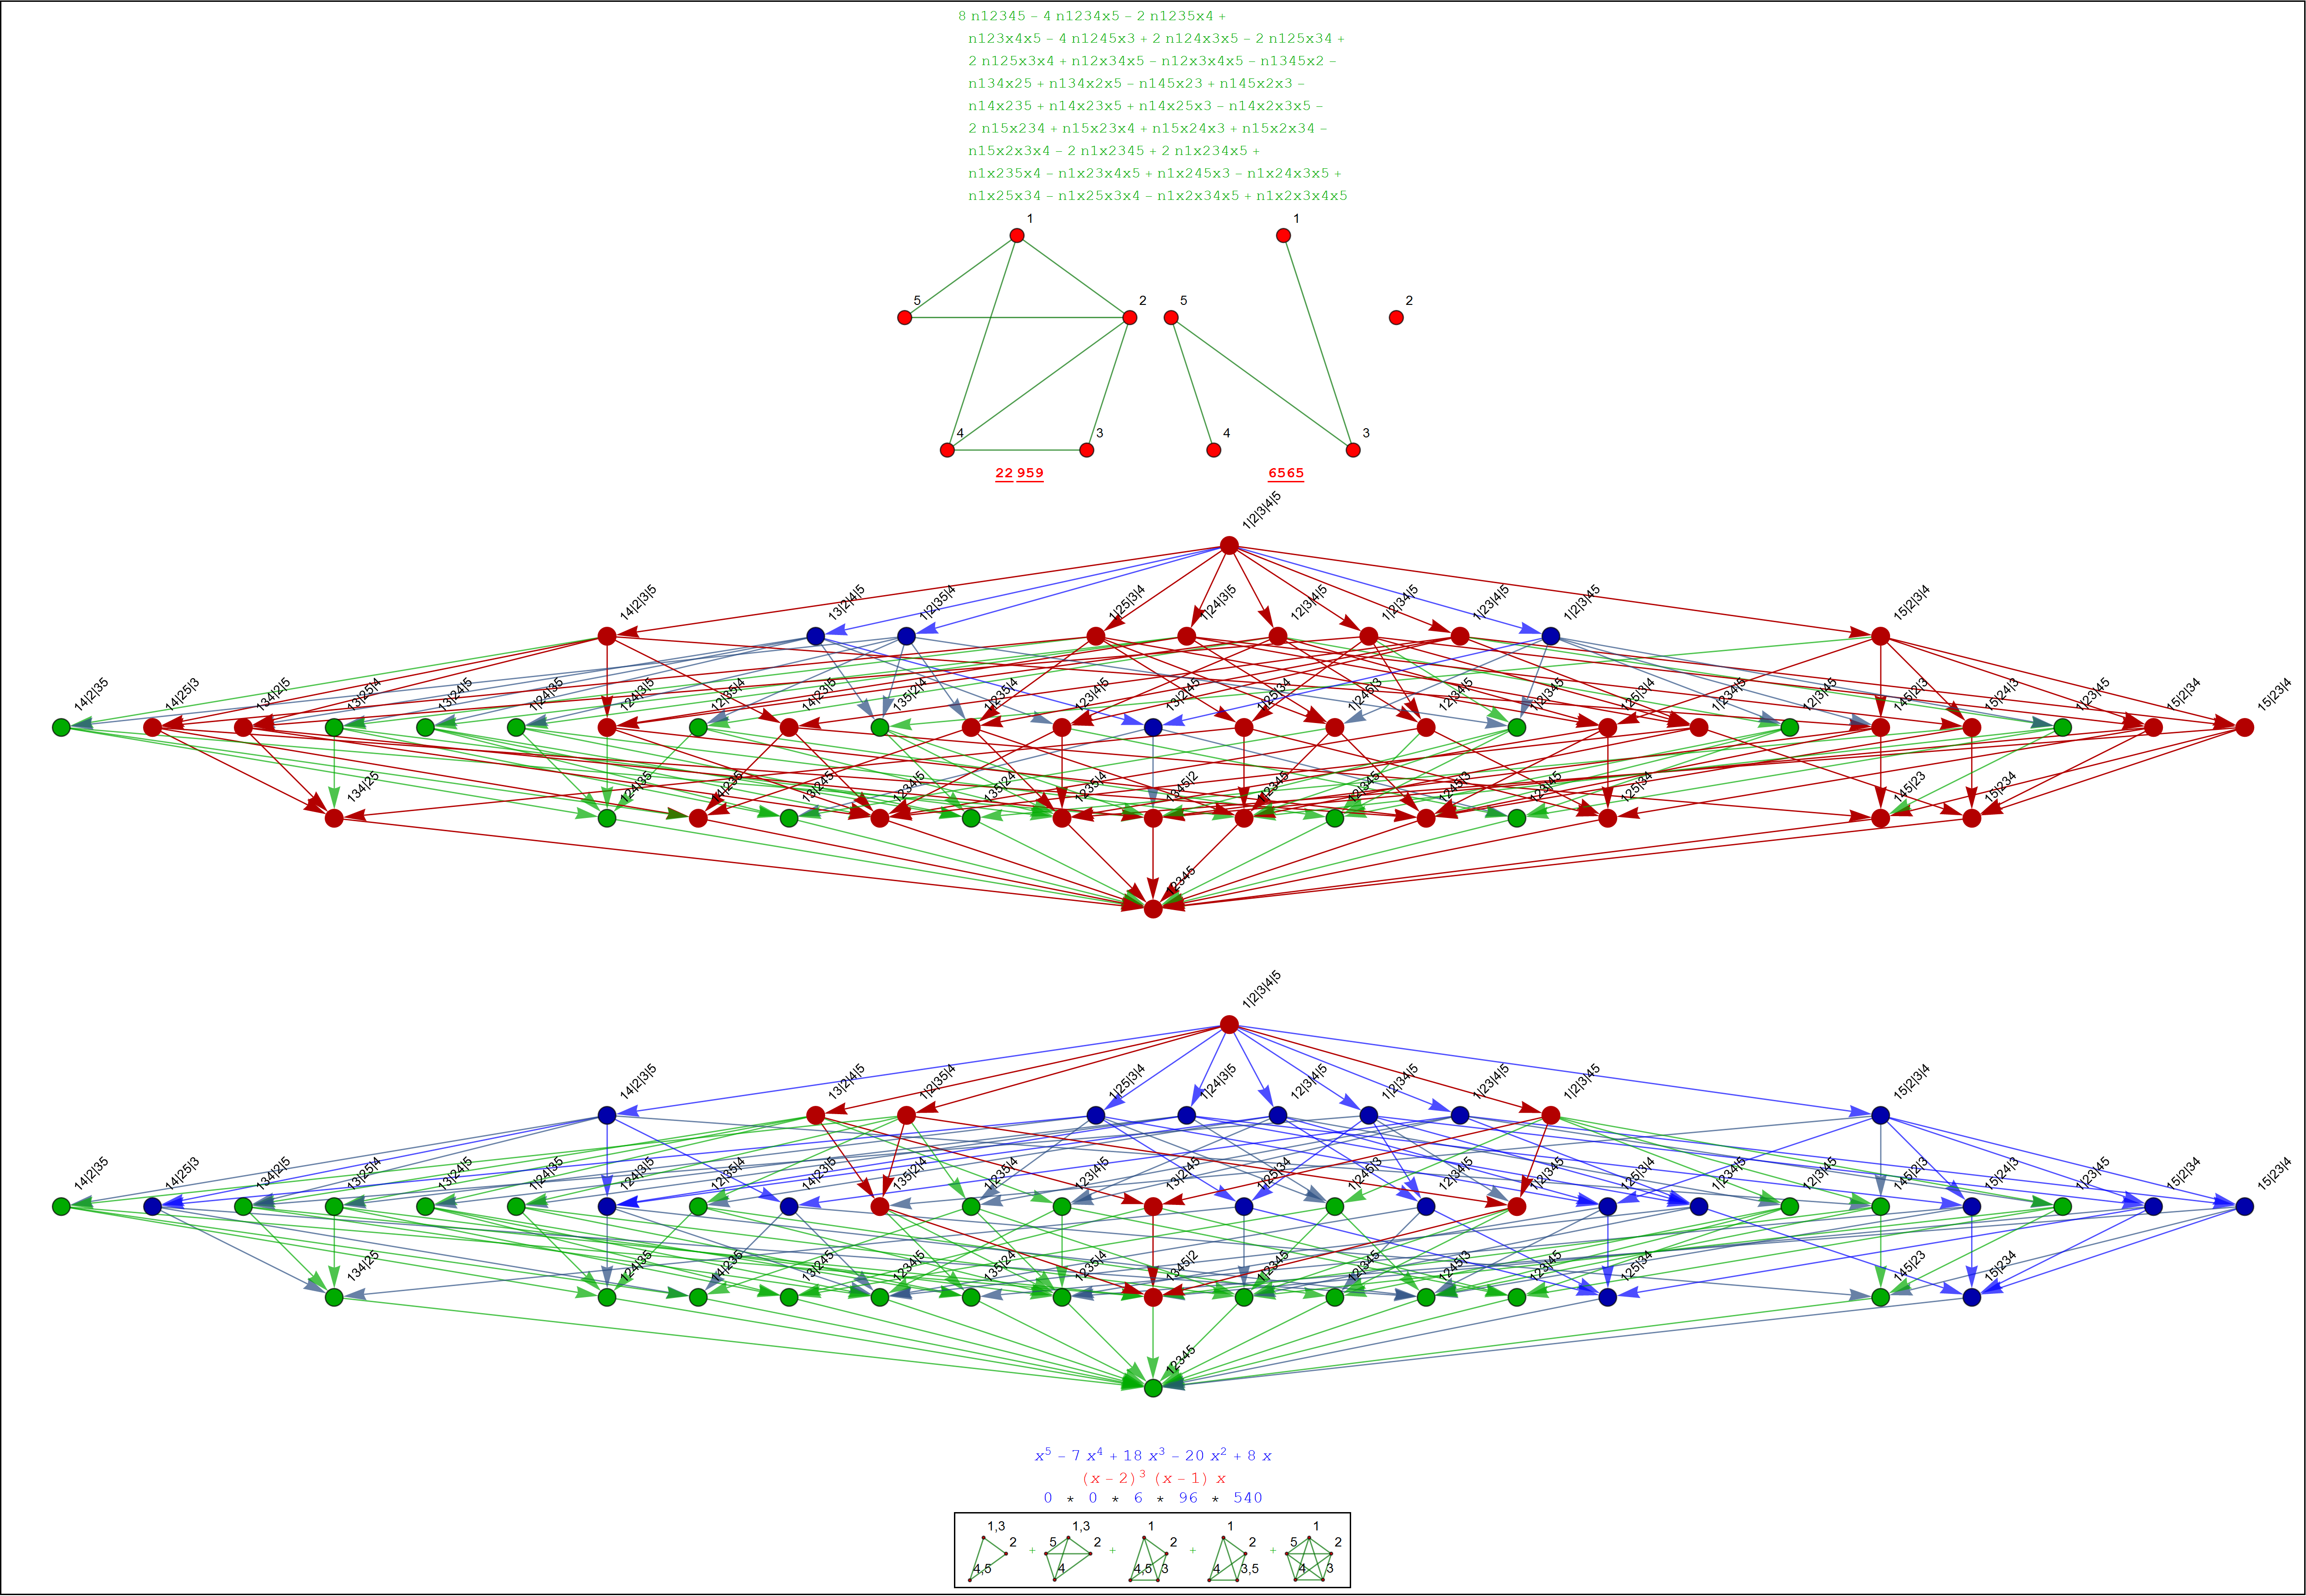 8 n12345 – 4 n1234x5 – 2 n1235x4 +
n123x4x5 – 4 n1245x3 + 2 n124x3x5 – 2 n125x34 +
2 n125x3x4 + n12x34x5 – n12x3x4x5 – n1345x2 –
n134x25 + n134x2x5 – n145x23 + n145x2x3 –
n14x235 + n14x23x5 + n14x25x3 – n14x2x3x5 –
2 n15x234 + n15x23x4 + n15x24x3 + n15x2x34 –
n15x2x3x4 – 2 n1x2345 + 2 n1x234x5 +
n1x235x4 – n1x23x4x5 + n1x245x3 – n1x24x3x5 +
n1x25x34 – n1x25x3x4 – n1x2x34x5 + n1x2x3x4x5
1 1
5 2 5 2
4 3 4 3
22 959 6565
1|2|3|4|5
14|2|3|5 13|2|4|5 1|2|35|4 1|25|3|4 1|24|3|5 12|3|4|5 1|2|34|5 1|23|4|5 1|2|3|45 15|2|3|4
14|2|35 14|25|3 134|2|5 13|25|4 13|24|5 1|24|35 124|3|5 12|35|4 14|23|5 135|2|4 1|235|4 123|4|5 13|2|45 1|25|34 1|245|3 12|34|5 1|2|345 125|3|4 1|234|5 12|3|45 145|2|3 15|24|3 1|23|45 15|2|34 15|23|4
134|25 124|35 14|235 13|245 1234|5 135|24 1235|4 1345|2 1|2345 12|345 1245|3 123|45 125|34 145|23 15|234
12345
1|2|3|4|5
14|2|3|5 13|2|4|5 1|2|35|4 1|25|3|4 1|24|3|5 12|3|4|5 1|2|34|5 1|23|4|5 1|2|3|45 15|2|3|4
14|2|35 14|25|3 134|2|5 13|25|4 13|24|5 1|24|35 124|3|5 12|35|4 14|23|5 135|2|4 1|235|4 123|4|5 13|2|45 1|25|34 1|245|3 12|34|5 1|2|345 125|3|4 1|234|5 12|3|45 145|2|3 15|24|3 1|23|45 15|2|34 15|23|4
134|25 124|35 14|235 13|245 1234|5 135|24 1235|4 1345|2 1|2345 12|345 1245|3 123|45 125|34 145|23 15|234
12345
x⁵ – 7 x⁴ + 18 x³ – 20 x² + 8 x
(x – 2)³ (x – 1) x
0 * 0 * 6 * 96 * 540
1,3 1,3 1 1 1
2 + 5 2 + 2 + 2 + 5 2
4,5 4 4,5 3 4 3,5 4 3